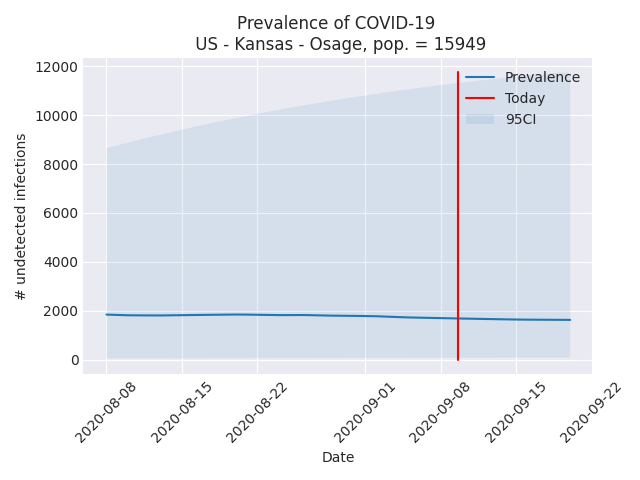 Prevalence of COVID-19
US - Kansas - Osage, pop. = 15949
12000
10000
8000
6000
4000
2000
0
# undetected infections
Prevalence
Today
95CI
2020-08-08
2020-08-15
2020-08-22
2020-09-01
2020-09-08
2020-09-15
2020-09-22
Date